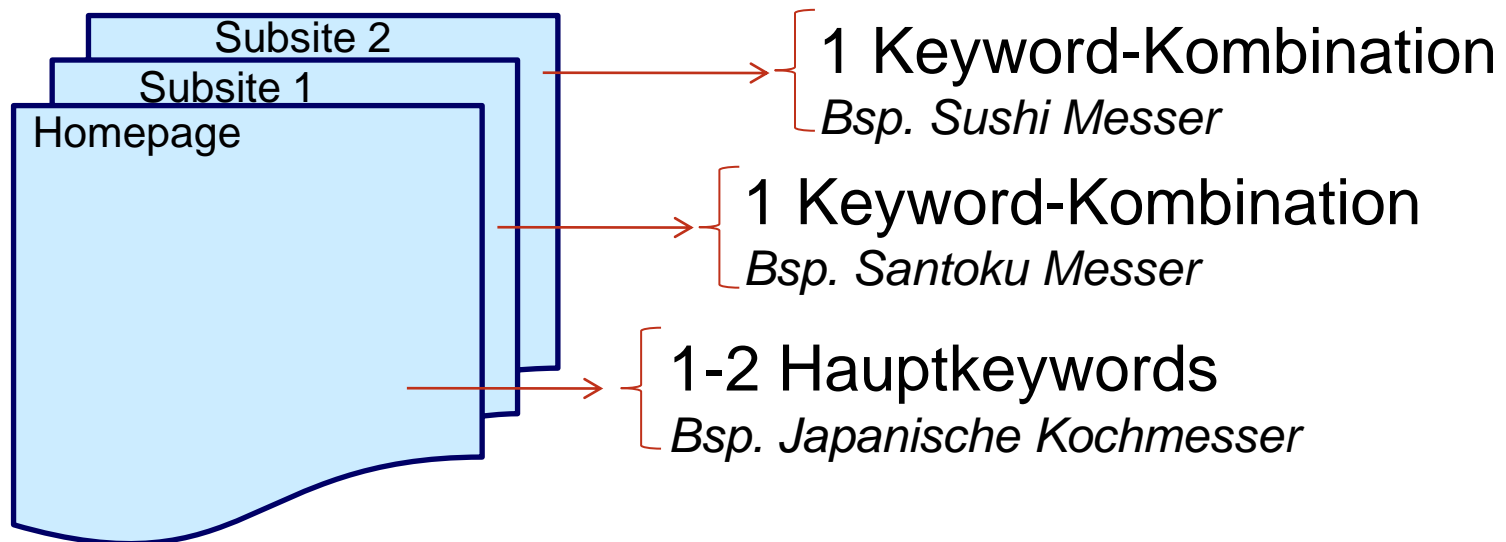 Subsite 2
1 Keyword-Kombination
Bsp. Sushi Messer
Subsite 1
1 Keyword-Kombination
Bsp. Santoku Messer
Homepage
1-2 Hauptkeywords
Bsp. Japanische Kochmesser